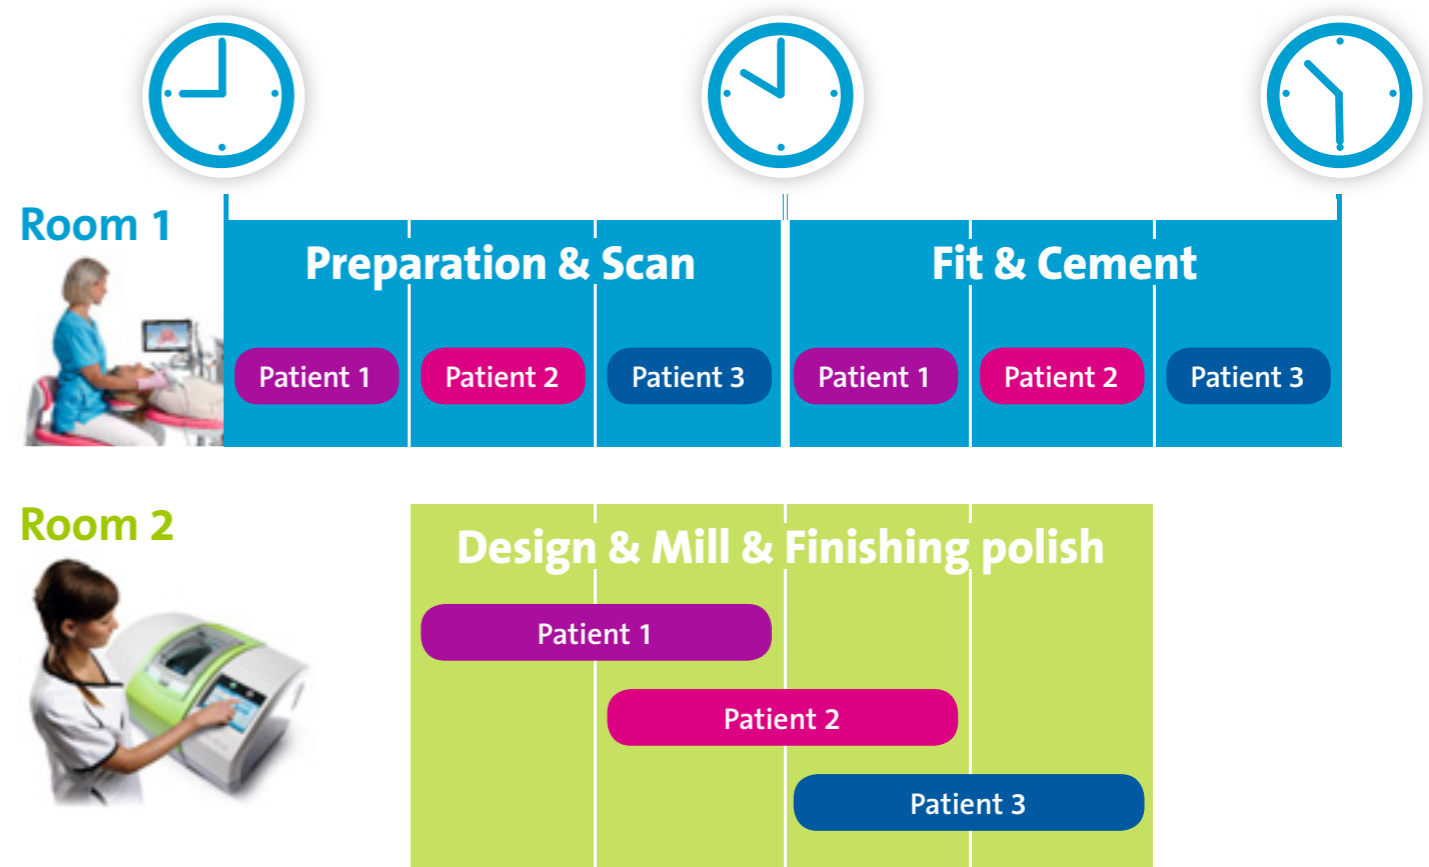 Room 1
Preparation & Scan
Fit & Cement
Patient 1
Patient 2
Patient 3
Patient 1
Patient 2
Patient 3
Room 2
Design & Mill & Finishing polish
Patient 1
Patient 2
Patient 3